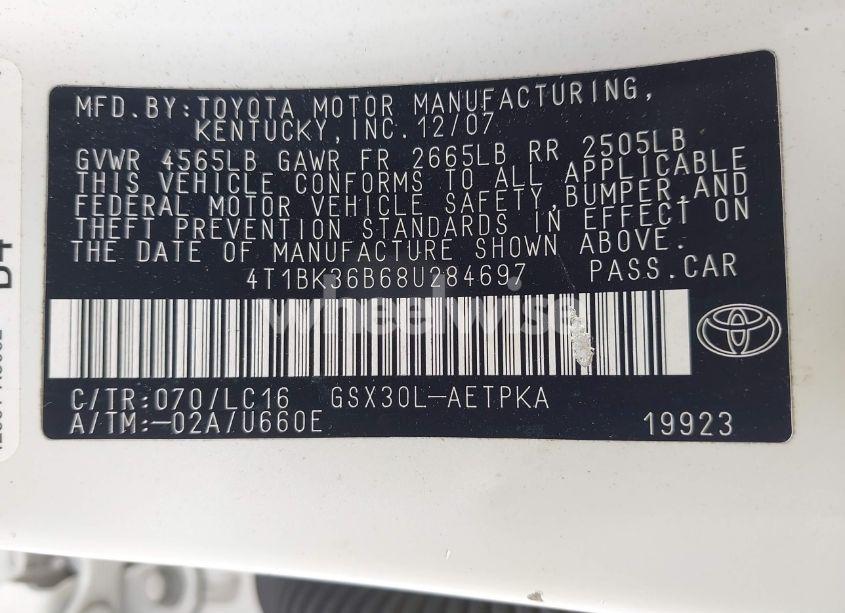 MFD.BY:TOYOTA MOTOR MANUFACTURING,
KENTUCKY,INC.12/07
GVWR 4565LB GAWR FR 2665LB RR 2505LB
THIS VEHICLE CONFORMS TO ALL APPLICABLE
FEDERAL MOTOR VEHICLE SAFETY,BUMPER,AND
THEFT PREVENTION STANDARDS IN EFFECT ON
THE DATE OF MANUFACTURE SHOWN ABOVE.
4T1BK36B68U284697 PASS.CAR
wheelwise
C/TR:070/LC16 GSX30L-AETPKA
A/TM:-02A/U660E 19923